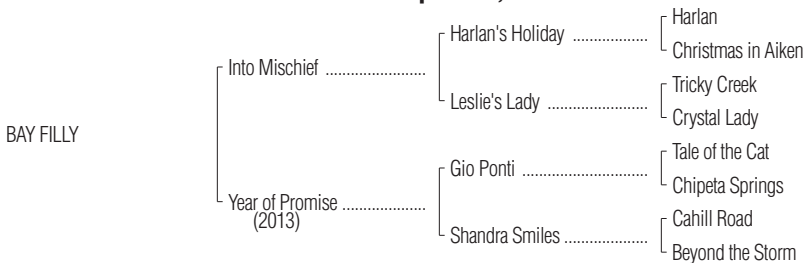 Harlan
Harlan's Holiday ..................
Christmas in Aiken
Into Mischief ........................
Tricky Creek
Leslie's Lady ........................
Crystal Lady
BAY FILLY
Tale of the Cat
Gio Ponti ..............................
Chipeta Springs
Year of Promise ....................
(2013)
Cahill Road
Shandra Smiles ....................
Beyond the Storm